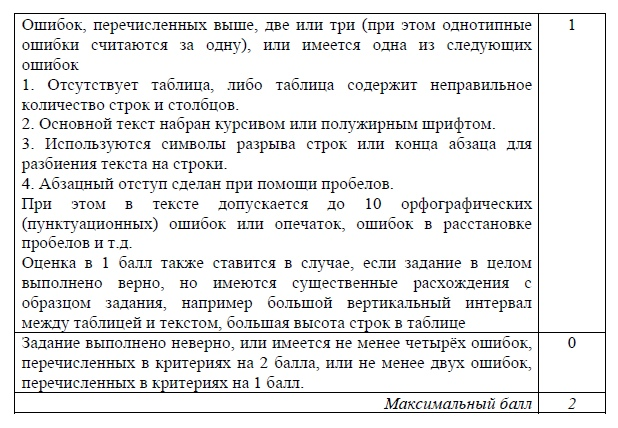 Ошибок, перечисленных выше, две или три (при этом однотипные 1
ошибки считаются за одну), или имеется одна из следующих
ошибок
1. Отсутствует таблица, либо таблица содержит неправильное
количество строк и столбцов.
2. Основной текст набран курсивом или полужирным шрифтом.
3. Используются символы разрыва строк или конца абзаца для
разбиения текста на строки.
4. Абзацный отступ сделан при помощи пробелов.
При этом в тексте допускается до 10 орфографических
(пунктуационных) ошибок или опечаток, ошибок в расстановке
пробелов и т.д.
Оценка в 1 балл также ставится в случае, если задание в целом
выполнено верно, но имеются существенные расхождения с
образцом задания, например большой вертикальный интервал
между таблицей и текстом, большая высота строк в таблице
Задание выполнено неверно, или имеется не менее четырёх ошибок, 0
перечисленных в критериях на 2 балла, или не менее двух ошибок,
перечисленных в критериях на 1 балл.
Максимальный балл 2